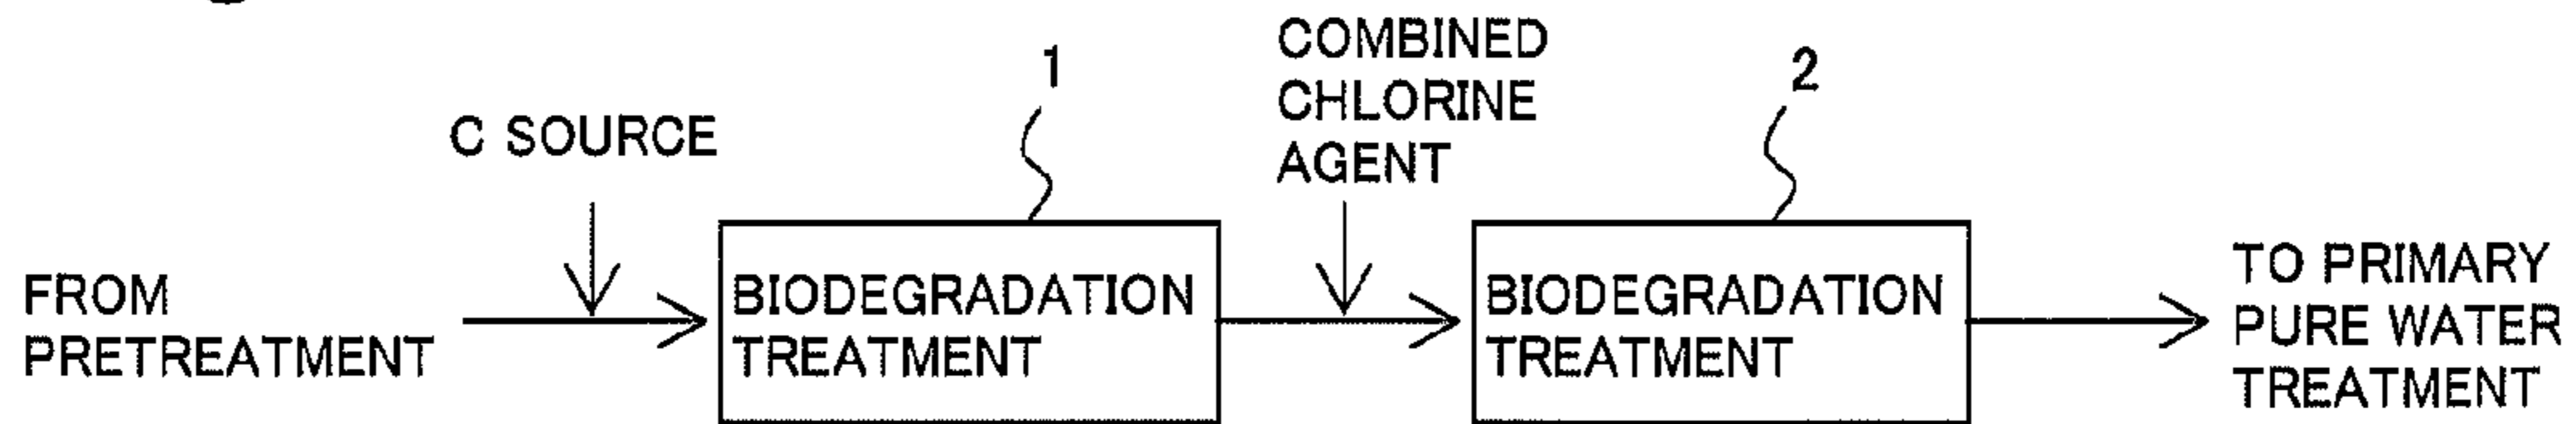 FROM
PRETREATMENT
C SOURCE
1
BIODEGRADATION
TREATMENT
COMBINED
CHLORINE
AGENT
2
BIODEGRADATION
TREATMENT
TO PRIMARY
PURE WATER
TREATMENT